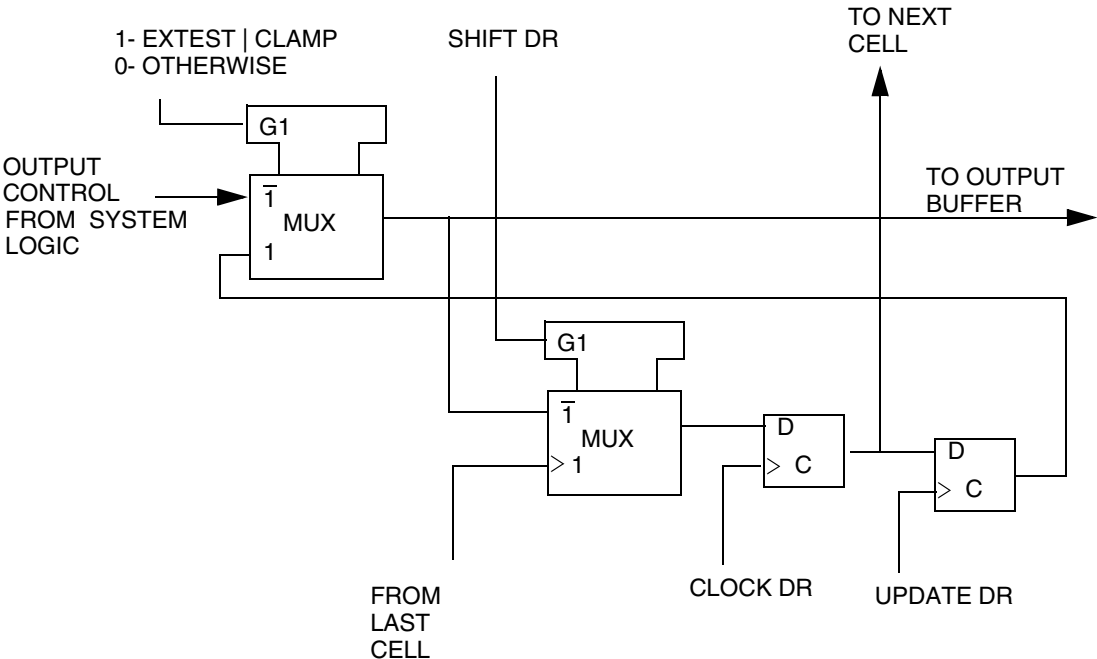 1- EXTEST | CLAMP
0- OTHERWISE
SHIFT DR
TO NEXT
CELL
G1
OUTPUT
CONTROL
FROM SYSTEM
LOGIC
1
MUX
1
TO OUTPUT
BUFFER
G1
1
MUX
1
D
C
D
C
FROM
LAST
CELL
CLOCK DR
UPDATE DR